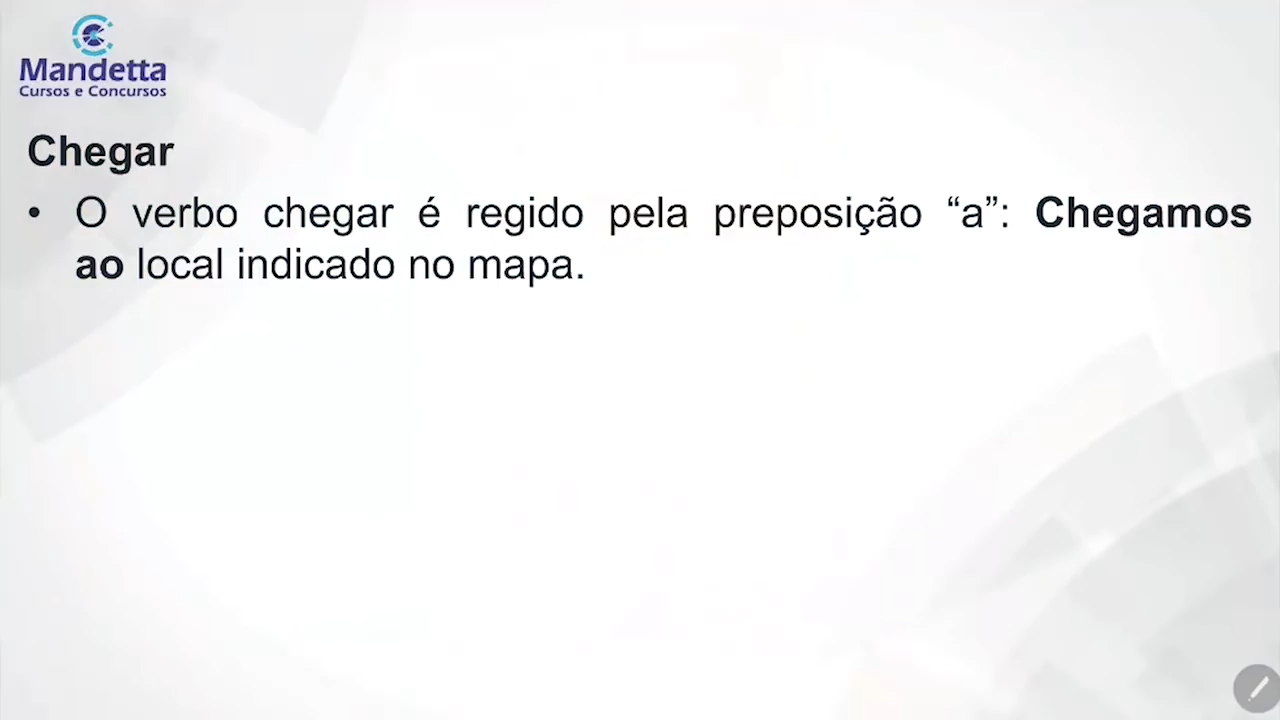 Mandetta
Cursos e Concursos
Chegar
• O verbo chegar é regido pela preposição “a”: Chegamos
ao local indicado no mapa.